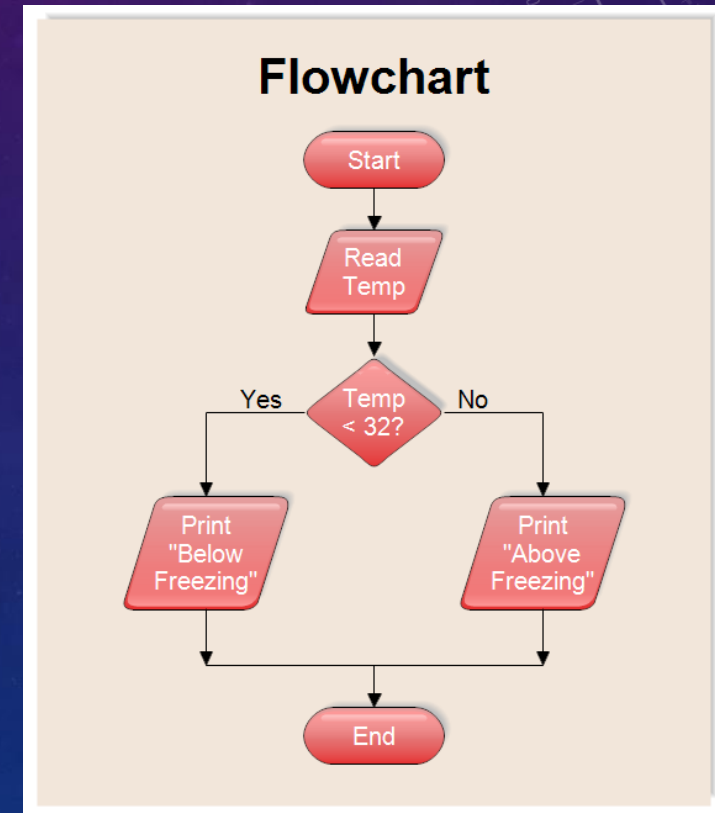 Flowchart
Start
Read
Temp
Yes
Temp
< 32?
No
Print
"Below
Freezing"
Print
"Above
Freezing"
End